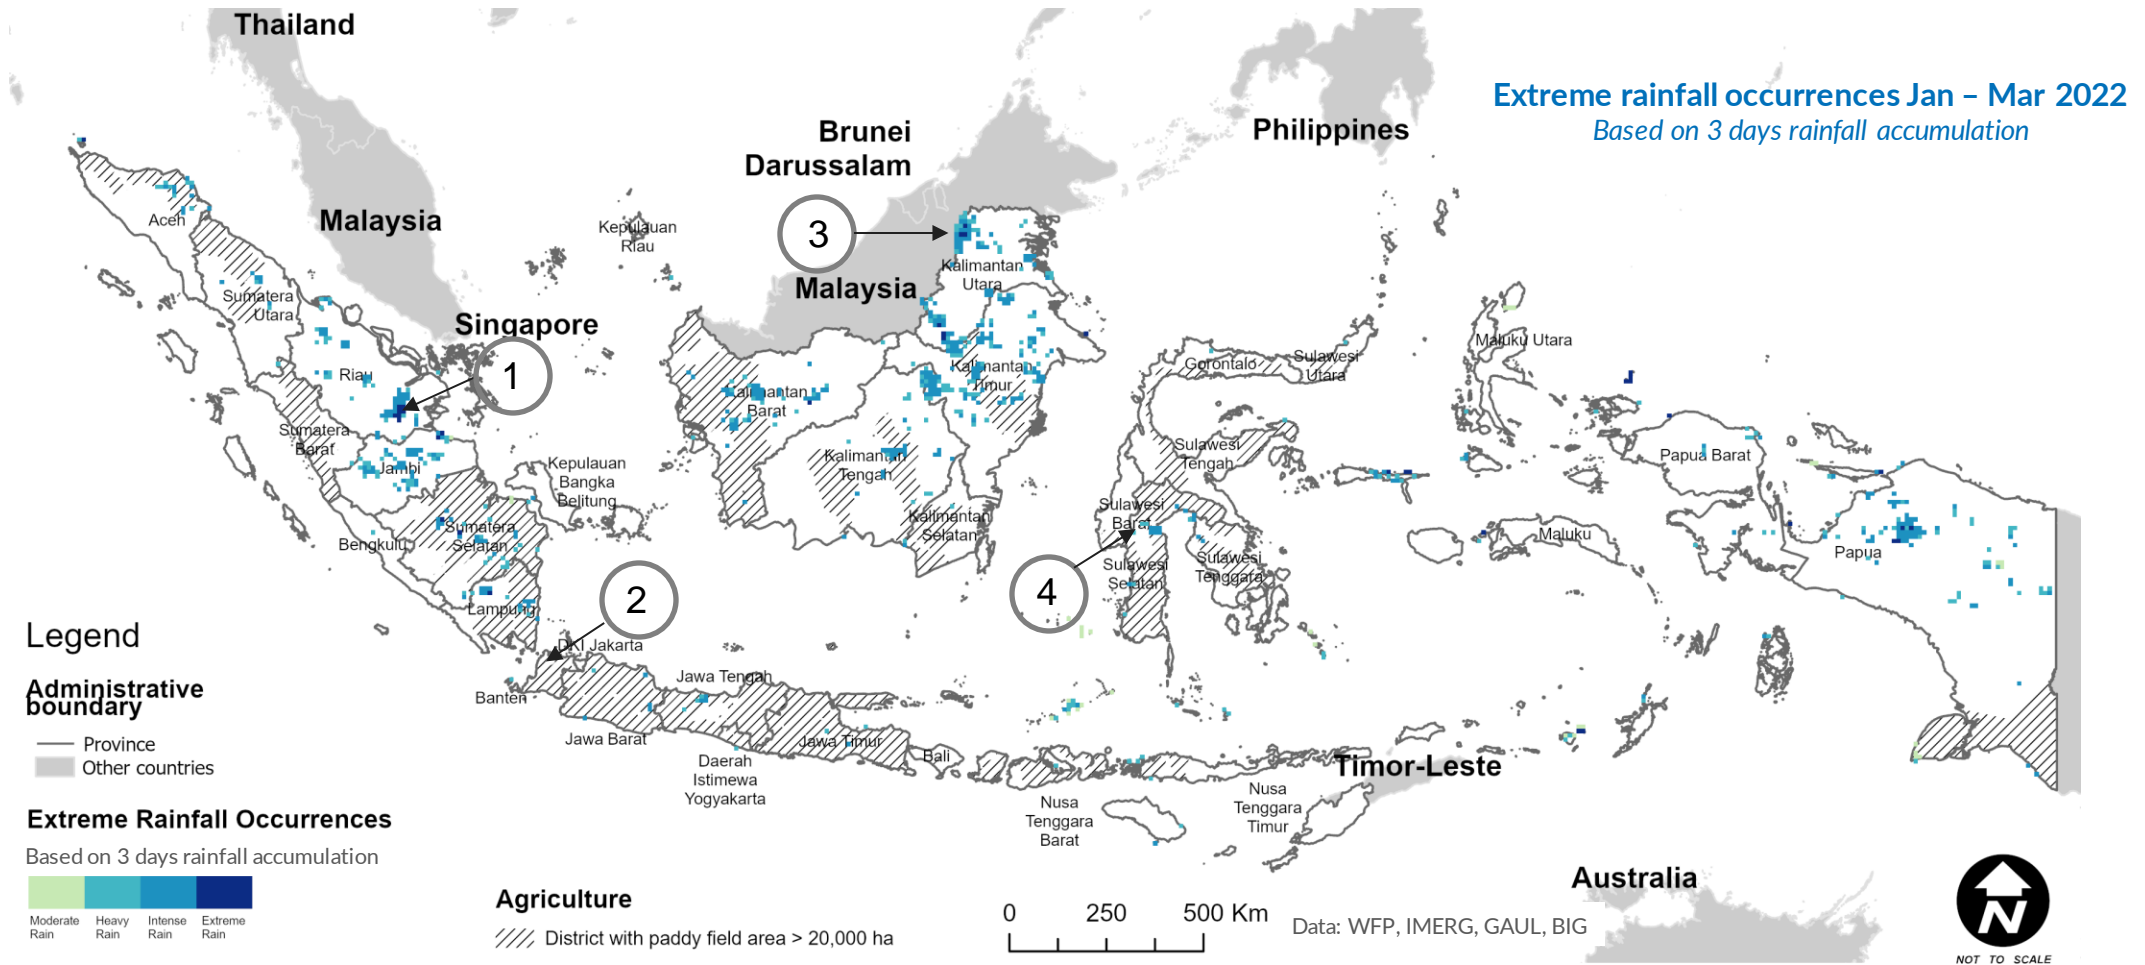 Thailand
Extreme rainfall occurrences Jan – Mar 2022
Based on 3 days rainfall accumulation
Brunei
Darussalam
Philippines
Malaysia
Aceh
Kepulauan
Riau
3
Kalimantan
Utara
Malaysia
Sumatera
Utara
Singapore
1
Riau
Kalimantan
Timur
Gorontalo
Sulawesi
Utara
Maluku Utara
Kalimantan
Barat
Sumatera
Barat
Jambi
Kalimantan
Tengah
Sulawesi
Tengah
Papua Barat
Kepulauan
Bangka
Belitung
Sulawesi
Barat
Kalimantan
Selatan
Sumatera
Selatan
Bengkulu
Maluku
Papua
Sulawesi
Selatan
Sulawesi
Tenggara
4
2
Lampung
DKI Jakarta
Jawa Tengah
Banten
Jawa Barat
Jawa Timur
Bali
Daerah
Istimewa
Yogyakarta
Timor-Leste
Nusa
Tenggara
Barat
Nusa
Tenggara
Timur
Australia
Legend
Administrative
boundary
Province
Other countries
Extreme Rainfall Occurrences
Based on 3 days rainfall accumulation
Moderate
Rain
Heavy
Rain
Intense
Rain
Extreme
Rain
Agriculture
District with paddy field area > 20,000 ha
0 250 500 Km
Data: WFP, IMERG, GAUL, BIG
N
NOT TO SCALE